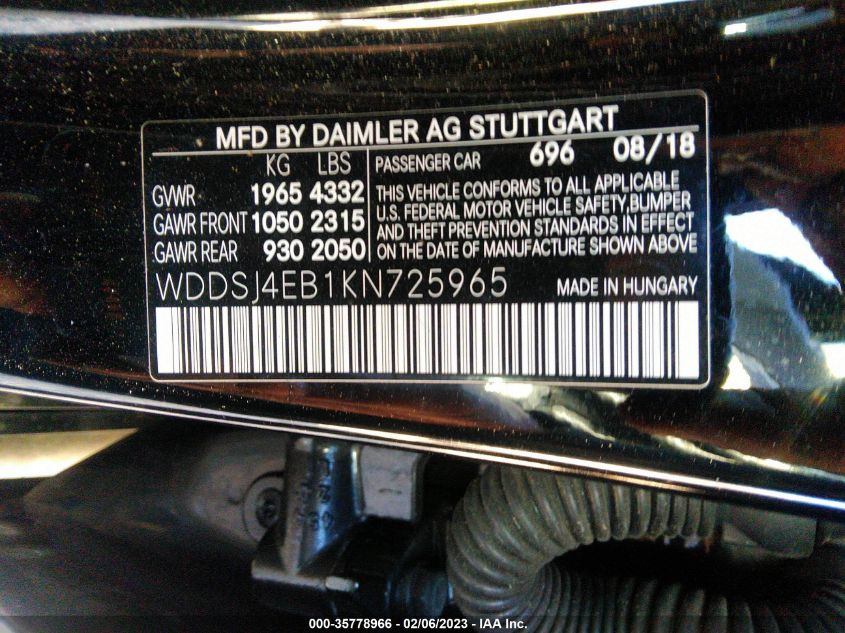 MFD BY DAIMLER AG STUTTGART
KG LBS
GVWR 1965 4332
GAWR FRONT 1050 2315
GAWR REAR 930 2050
PASSENGER CAR 696 08/18
THIS VEHICLE CONFORMS TO ALL APPLICABLE
U.S. FEDERAL MOTOR VEHICLE SAFETY, BUMPER
AND THEFT PREVENTION STANDARDS IN EFFECT
ON THE DATE OF MANUFACTURE SHOWN ABOVE
WDDSJ4EB1KN725965 MADE IN HUNGARY
000-35778966 - 02/06/2023 - IAA Inc.